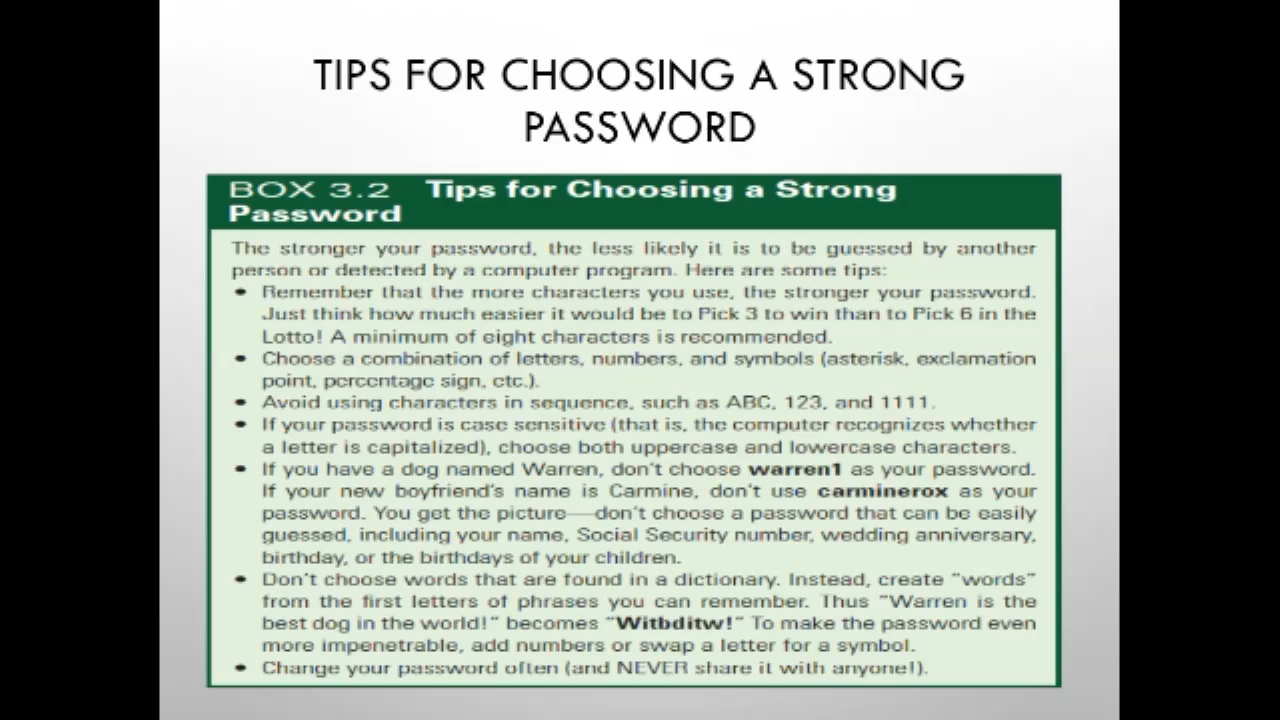 TIPS FOR CHOOSING A STRONG
PASSWORD
BOX 3.2 Tips for Choosing a Strong
Password
The stronger your password, the less likely it is to be guessed by another
person or detected by a computer program. Here are some tips:
• Remember that the more characters you use, the stronger your password.
Just think how much easier it would be to Pick 3 to win than to Pick 6 in the
Lotto! A minimum of eight characters is recommended.
• Choose a combination of letters, numbers, and symbols (asterisk, exclamation
point, percentage sign, etc.).
• Avoid using characters in sequence, such as ABC, 123, and 1111.
• If your password is case sensitive (that is, the computer recognizes whether
a letter is capitalized), choose both uppercase and lowercase characters.
• If you have a dog named Warren, don't choose warren1 as your password.
If your new boyfriend's name is Carmine, don't use carminerox as your
password. You get the picture—don't choose a password that can be easily
guessed, including your name, Social Security number, wedding anniversary,
birthday, or the birthdays of your children.
• Don't choose words that are found in a dictionary. Instead, create "words"
from the first letters of phrases you can remember. Thus "Warren is the
best dog in the world!" becomes "Witbditw!" To make the password even
more impenetrable, add numbers or swap a letter for a symbol.
• Change your password often (and NEVER share it with anyone!).